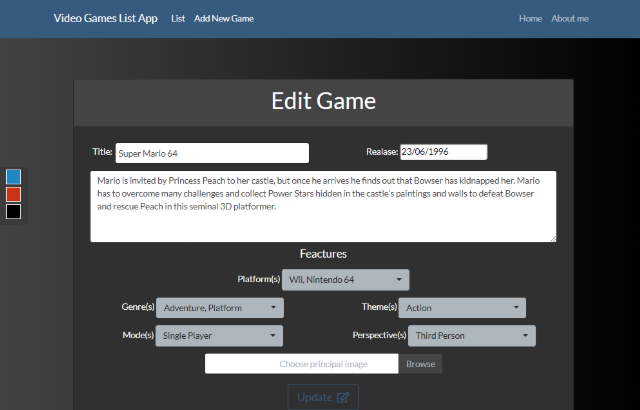 Video Games List App List Add New Game Home About me
Edit Game
Title: Super Mario 64 Realase: 23/06/1996
Mario is invited by Princess Peach to her castle, but once he arrives he finds out that Bowser has kidnapped her. Mario
has to overcome many challenges and collect Power Stars hidden in the castle's paintings and walls to defeat Bowser
and rescue Peach in this seminal 3D platformer.
Feactures
Platform(s) Wii, Nintendo 64
Genre(s) Adventure, Platform Theme(s) Action
Mode(s) Single Player Perspective(s) Third Person
Choose principal image Browse
Update